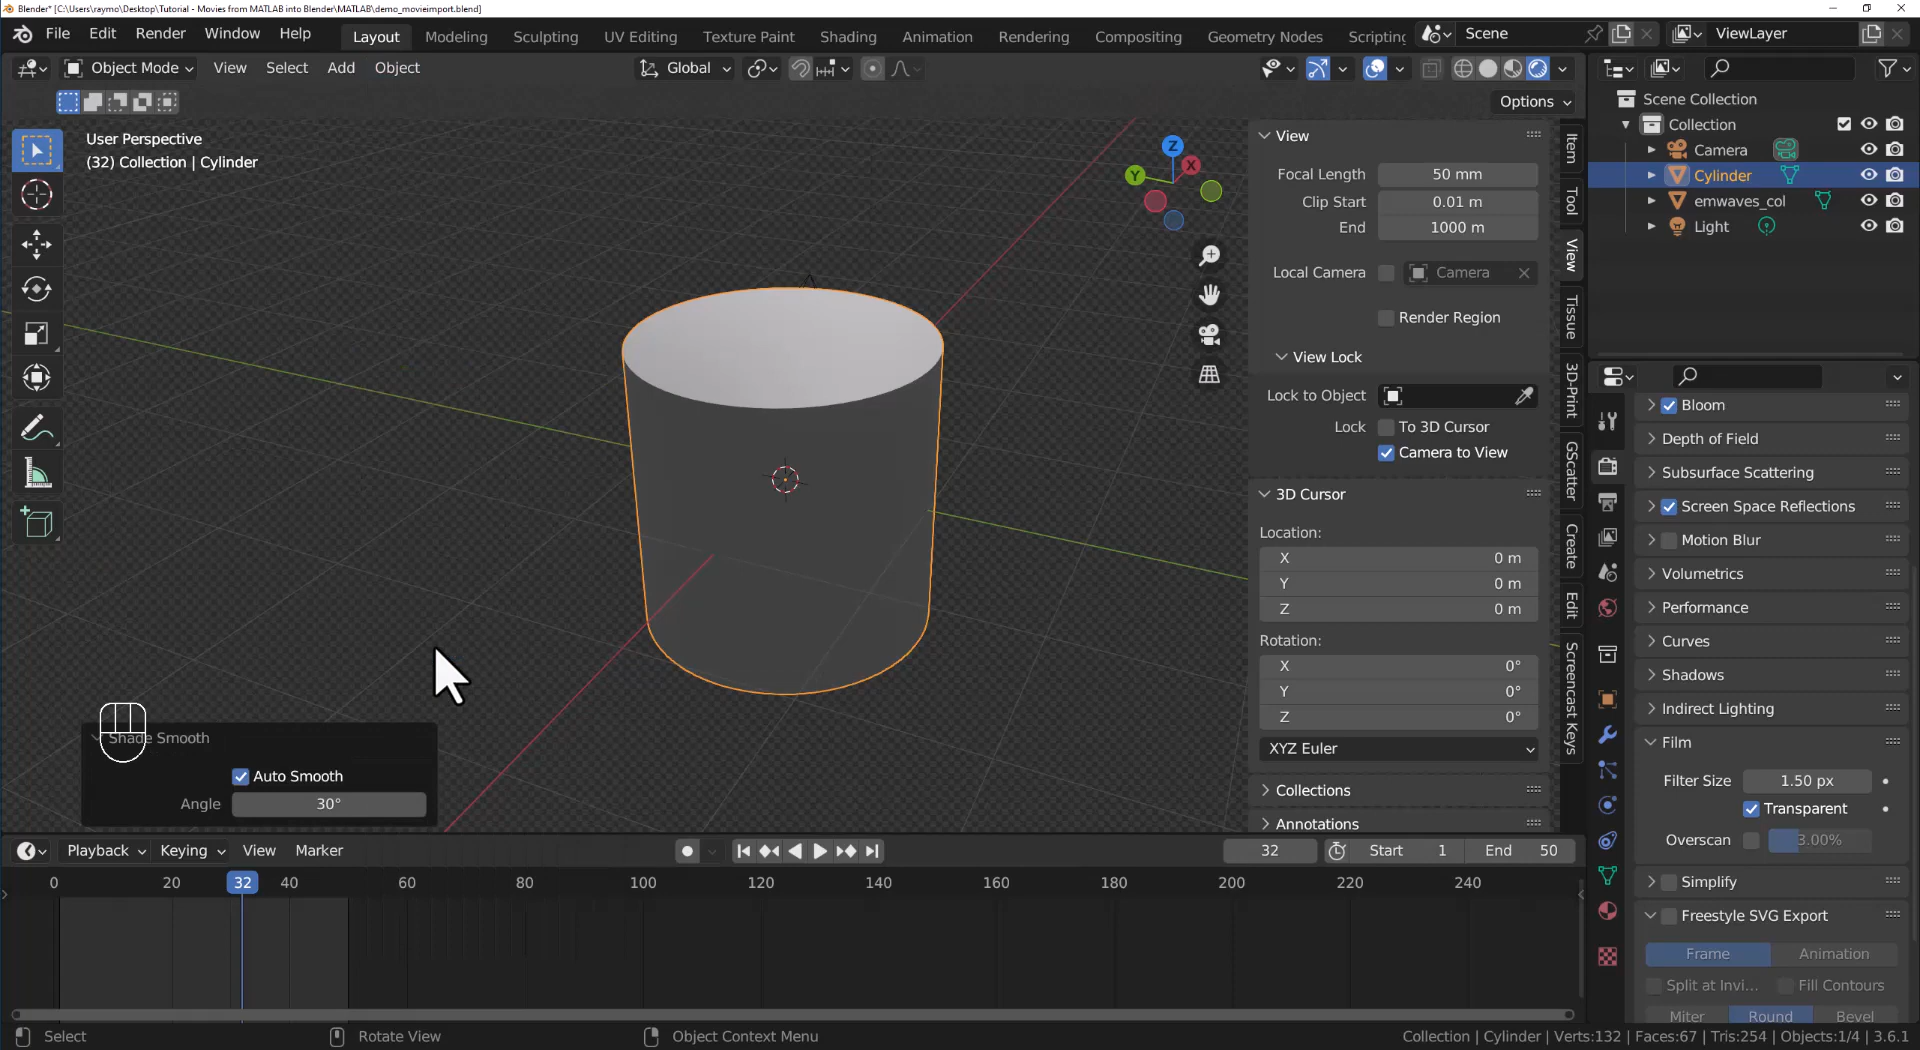 Blender* [C:\Users\raymo\Desktop\Tutorial - Movies from MATLAB into Blender\MATLAB\demo_movieimport.blend]
File Edit Render Window Help Layout Modeling Sculpting UV Editing Texture Paint Shading Animation Rendering Compositing Geometry Nodes Scripting Scene ViewLayer
Object Mode View Select Add Object Global
Options
User Perspective
(32) Collection | Cylinder
Z
X
Y
View
Focal Length 50 mm
Clip Start 0.01 m
End 1000 m
Local Camera Camera
Render Region
View Lock
Lock to Object
Lock To 3D Cursor
Camera to View
3D Cursor
Location:
X 0 m
Y 0 m
Z 0 m
Rotation:
X 0°
Y 0°
Z 0°
XYZ Euler
Collections
Annotations
Item
Tool
View
Tissue
3D-Print
GScatter
Create
Edit
Screencast Keys
Scene Collection
Collection
Camera
Cylinder
emwaves_col
Light
Bloom
Depth of Field
Subsurface Scattering
Screen Space Reflections
Motion Blur
Volumetrics
Performance
Curves
Shadows
Indirect Lighting
Film
Filter Size 1.50 px
Transparent
Overscan 3.00%
Simplify
Freestyle SVG Export
Frame Animation
Split at Invi... Fill Contours
Miter Round Bevel
Shade Smooth
Auto Smooth
Angle 30°
Playback Keying View Marker 32 Start 1 End 50
0 20 32 40 60 80 100 120 140 160 180 200 220 240
Select Rotate View Object Context Menu Collection | Cylinder | Verts:132 | Faces:67 | Tris:254 | Objects:1/4 | 3.6.1